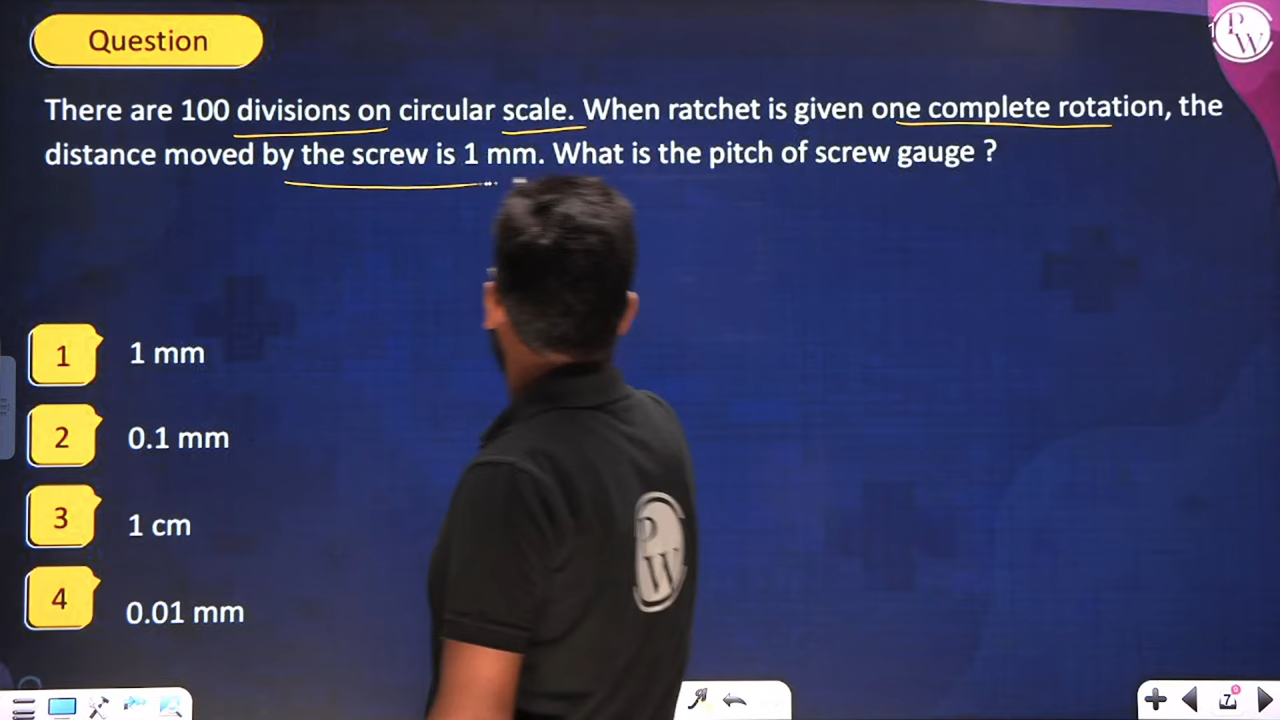 Question
There are 100 divisions on circular scale. When ratchet is given one complete rotation, the
distance moved by the screw is 1 mm. What is the pitch of screw gauge ?
1 1 mm
2 0.1 mm
3 1 cm
4 0.01 mm
P
W
P
W